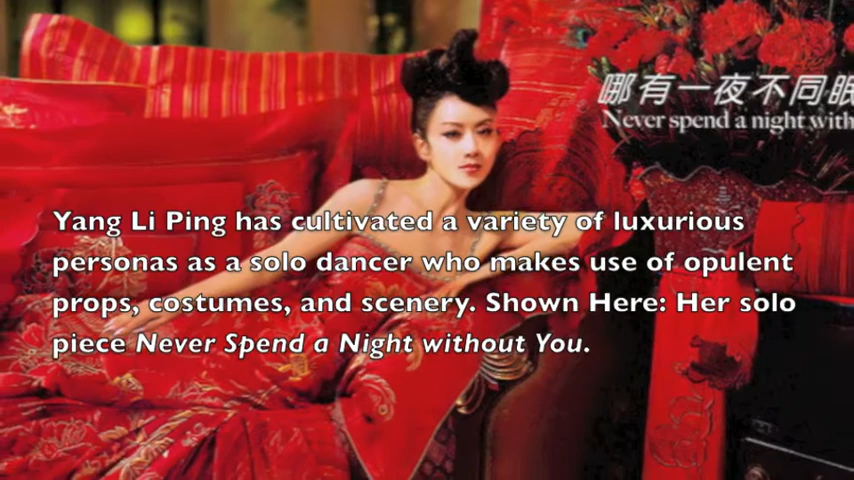 哪有一夜不同眠
Never spend a night with
Yang Li Ping has cultivated a variety of luxurious
personas as a solo dancer who makes use of opulent
props, costumes, and scenery. Shown Here: Her solo
piece Never Spend a Night without You.